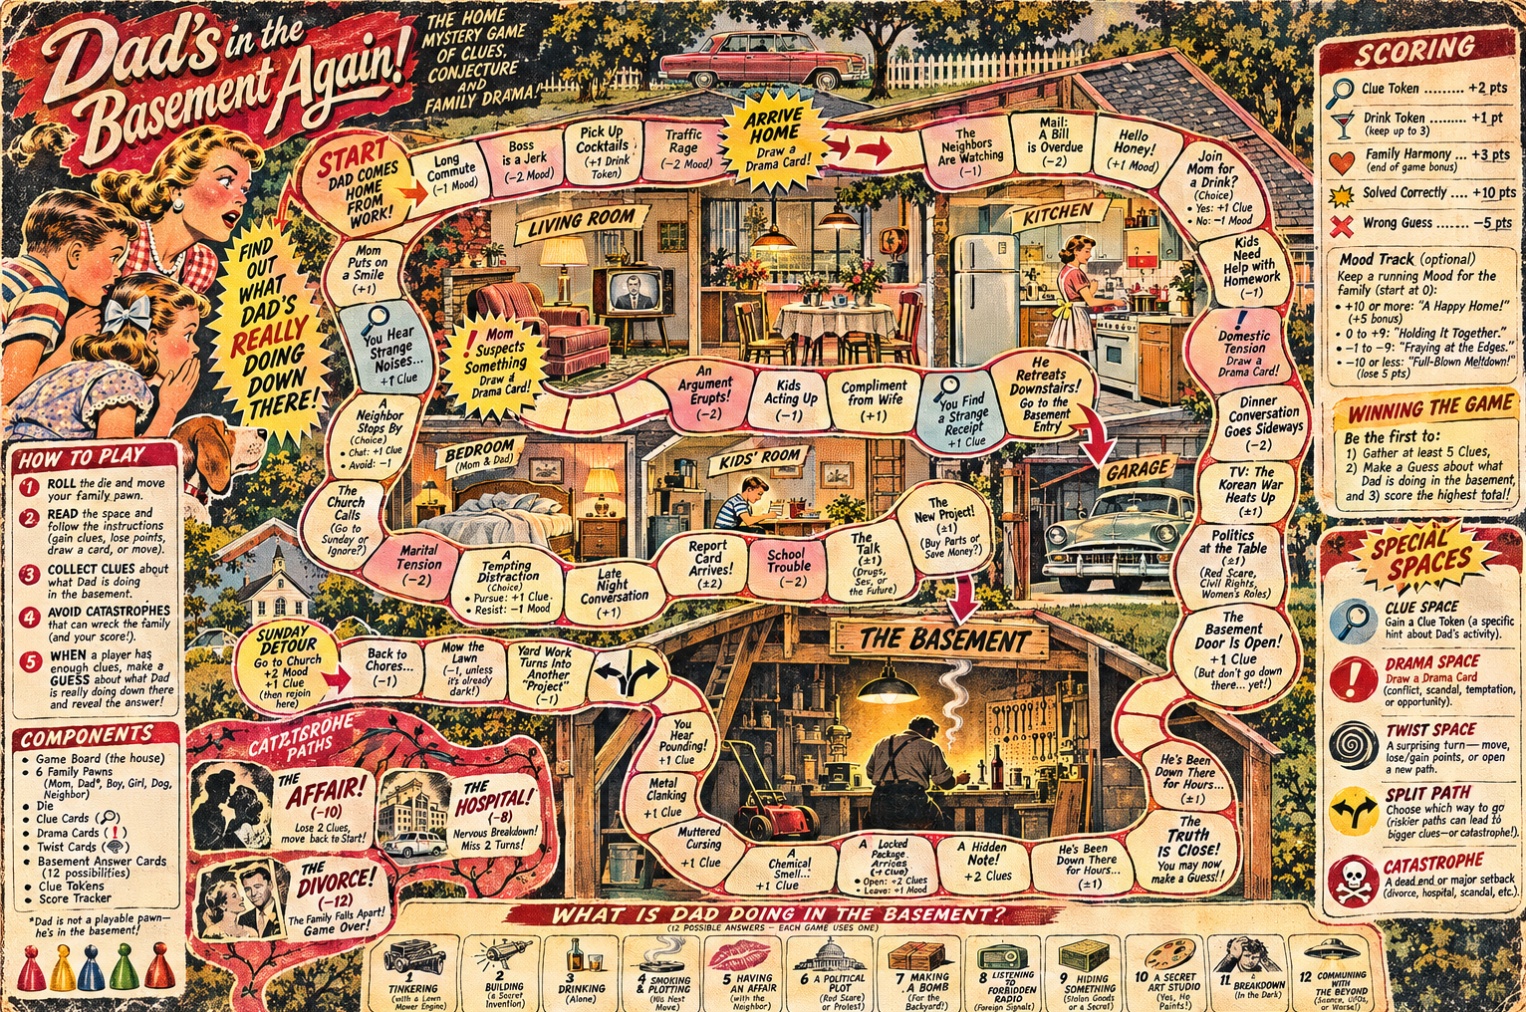 Dad's in the
Basement Again!
THE HOME
MYSTERY GAME
OF CLUES,
CONJECTURE
AND
FAMILY DRAMA!
FIND
OUT
WHAT
DAD'S
REALLY
DOING
DOWN
THERE!
HOW TO PLAY
1 ROLL the die and move
your family pawn.
2 READ the space and
follow the instructions
(gain clues, lose points,
draw a card, or move).
3 COLLECT CLUES about
what Dad is doing
in the basement.
4 AVOID CATASTROPHES
that can wreck the family
(and your score!).
5 WHEN a player has
enough clues, make a
GUESS about what Dad
is really doing down there
and reveal the answer!
COMPONENTS
• Game Board (the house)
• 6 Family Pawns
(Mom, Dad*, Boy, Girl, Dog,
Neighbor)
• Die
• Clue Cards
• Drama Cards (!)
• Twist Cards
• Basement Answer Cards
(12 possibilities)
• Clue Tokens
• Score Tracker
*Dad is not a playable pawn—
he's in the basement!
START
DAD COMES
HOME
FROM
WORK!
Long
Commute
(−1 Mood)
Boss
is a Jerk
(−2 Mood)
Pick Up
Cocktails
(+1 Drink
Token)
Traffic
Rage
(−2 Mood)
ARRIVE
HOME
Draw a
Drama Card!
The
Neighbors
Are Watching
(−1)
Mail:
A Bill
is Overdue
(−2)
Hello
Honey!
(+1 Mood)
Join
Mom for
a Drink?
(Choice)
• Yes: +1 Clue
• No: −1 Mood
Kids
Need
Help with
Homework
(−1)
!
Domestic
Tension
Draw a
Drama Card!
Dinner
Conversation
Goes Sideways
(−2)
TV: The
Korean War
Heats Up
(±1)
Politics
at the Table
(±1)
(Red Scare,
Civil Rights,
Women's Roles)
The
Basement
Door Is Open!
+1 Clue
(But don't go down
there... yet!)
He's Been
Down There
for Hours...
(±1)
The
Truth
is Close!
You may now
make a Guess!!
He's Been
Down There
for Hours...
(±1)
A Hidden
Note!
+2 Clues
A Locked
Package
Arrives
• Open: +2 Clues
• Leave: +1 Mood
A
Chemical
Smell...
+1 Clue
Muttered
Cursing
+1 Clue
Metal
Clanking
+1 Clue
You
Hear
Pounding!
+1 Clue
Yard Work
Turns Into
Another
"Project"
(−1)
Mow the
Lawn
(−1, unless
it's already
dark!)
Back to
Chores...
(−1)
SUNDAY
DETOUR
Go to Church
+2 Mood
+1 Clue
(then rejoin
here)
Mom
Puts on
a Smile
(+1)
You Hear
Strange
Noises...
+1 Clue
A
Neighbor
Stops By
(Choice)
• Chat: +1 Clue
• Avoid: −1
The
Church
Calls
(Go to
Sunday or
Ignore?)
Marital
Tension
(−2)
A
Tempting
Distraction
(Choice)
• Pursue: +1 Clue.
• Resist: −1 Mood
Late
Night
Conversation
(+1)
Report
Card
Arrives!
(±2)
School
Trouble
(−2)
The
Talk
(±1)
(Drugs,
Sex, or
the Future)
The
New Project!
(±1)
(Buy Parts or
Save Money?)
! Mom
Suspects
Something
Draw a
Drama Card!
An
Argument
Erupts!
(−2)
Kids
Acting Up
(−1)
Compliment
from Wife
(+1)
You Find
a Strange
Receipt
+1 Clue
He
Retreats
Downstairs!
Go to the
Basement
Entry
LIVING ROOM
KITCHEN
BEDROOM
(Mom & Dad)
KIDS' ROOM
GARAGE
THE BASEMENT
CATZTSROHE
PATHS
THE
AFFAIR!
(−10)
Lose 2 Clues,
move back to Start!
THE
HOSPITAL!
(−8)
Nervous Breakdown!
Miss 2 Turns!
THE
DIVORCE!
(−12)
The Family Falls Apart!
Game Over!
SCORING
Clue Token ......... +2 pts
Drink Token ........ +1 pt
(keep up to 3)
Family Harmony ... +3 pts
(end of game bonus)
Solved Correctly .... +10 pts
Wrong Guess ....... −5 pts
Mood Track (optional)
Keep a running Mood for the
family (start at 0):
• +10 or more: "A Happy Home!"
(+5 bonus)
• 0 to +9: "Holding It Together."
• −1 to −9: "Fraying at the Edges."
• −10 or less: "Full-Blown Meltdown!"
(lose 5 pts)
WINNING THE GAME
Be the first to:
1) Gather at least 5 Clues,
2) Make a Guess about what
Dad is doing in the basement,
and 3) score the highest total!
SPECIAL
SPACES
CLUE SPACE
Gain a Clue Token (a specific
hint about Dad's activity).
DRAMA SPACE
Draw a Drama Card
(conflict, scandal, temptation,
or opportunity).
TWIST SPACE
A surprising turn— move,
lose/gain points, or open
a new path.
SPLIT PATH
Choose which way to go
(riskier paths can lead to
bigger clues—or catastrophe!).
CATASTROPHE
A dead end or major setback
(divorce, hospital, scandal, etc.).
WHAT IS DAD DOING IN THE BASEMENT?
(12 POSSIBLE ANSWERS – EACH GAME USES ONE)
1
TINKERING
(with a Lawn
Mower Engine)
2
BUILDING
(a Secret
Invention)
3
DRINKING
(Alone)
4 SMOKING
& PLOTTING
(His Next
Move)
5 HAVING
AN AFFAIR
(with the
Neighbor)
6 A POLITICAL
PLOT
(Red Scare)
or Protest)
7 MAKING
A BOMB
(For the
Backyard!)
8 LISTENING
TO
FORBIDDEN
RADIO
(Foreign Signals)
9 HIDING
SOMETHING
(Stolen Goods
or a Secret)
10 A SECRET
ART STUDIO
(Yes, He
Paints!)
11 A
BREAKDOWN
(In the Dark)
12 COMMUNING
WITH
THE BEYOND
(Seance, UFOs,
or Worse!)